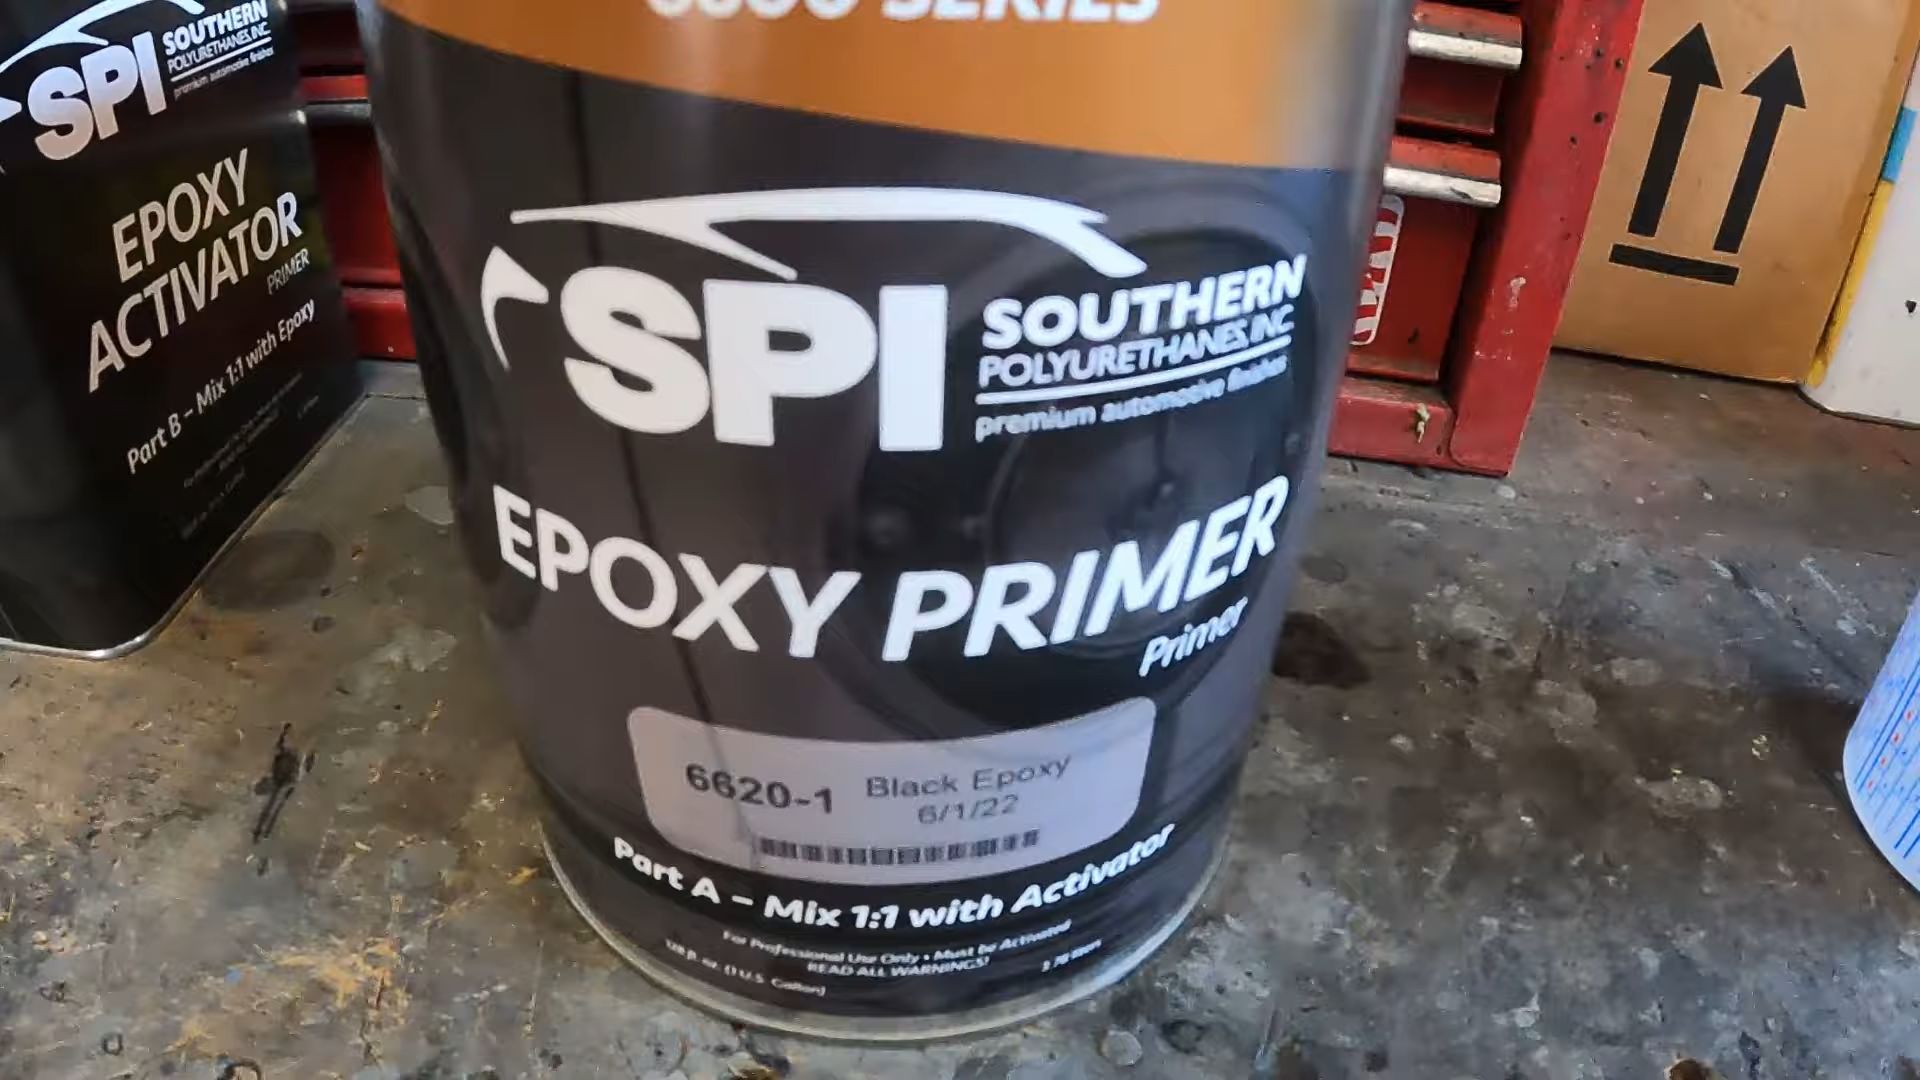 6600 SERIES
SPI SOUTHERN
POLYURETHANES, INC.
premium automotive finishes
EPOXY
ACTIVATOR
PRIMER
Part B – Mix 1:1 with Epoxy
SPI SOUTHERN
POLYURETHANES, INC.
premium automotive finishes
EPOXY PRIMER
Primer
6620-1 Black Epoxy
6/1/22
Part A – Mix 1:1 with Activator
For Professional Use Only • Must be Activated
READ ALL WARNINGS!
128 fl. oz. (1 U.S. Gallon)